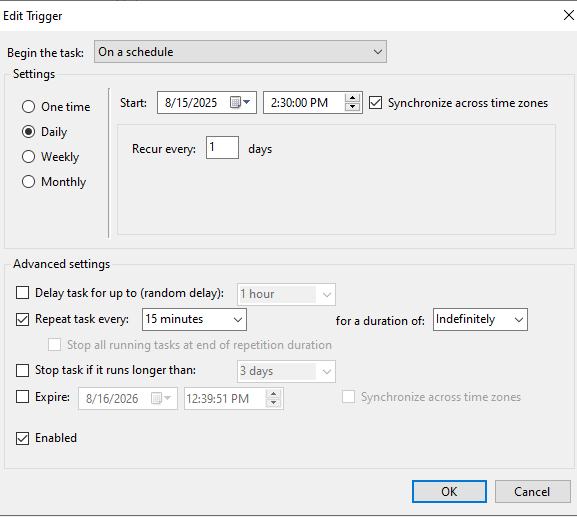 Edit Trigger
Begin the task: On a schedule
Settings
One time
Start: 8/15/2025 2:30:00 PM Synchronize across time zones
Daily
Recur every: 1 days
Weekly
Monthly
Advanced settings
Delay task for up to (random delay): 1 hour
Repeat task every: 15 minutes for a duration of: Indefinitely
Stop all running tasks at end of repetition duration
Stop task if it runs longer than: 3 days
Expire: 8/16/2026 12:39:51 PM Synchronize across time zones
Enabled
OK Cancel